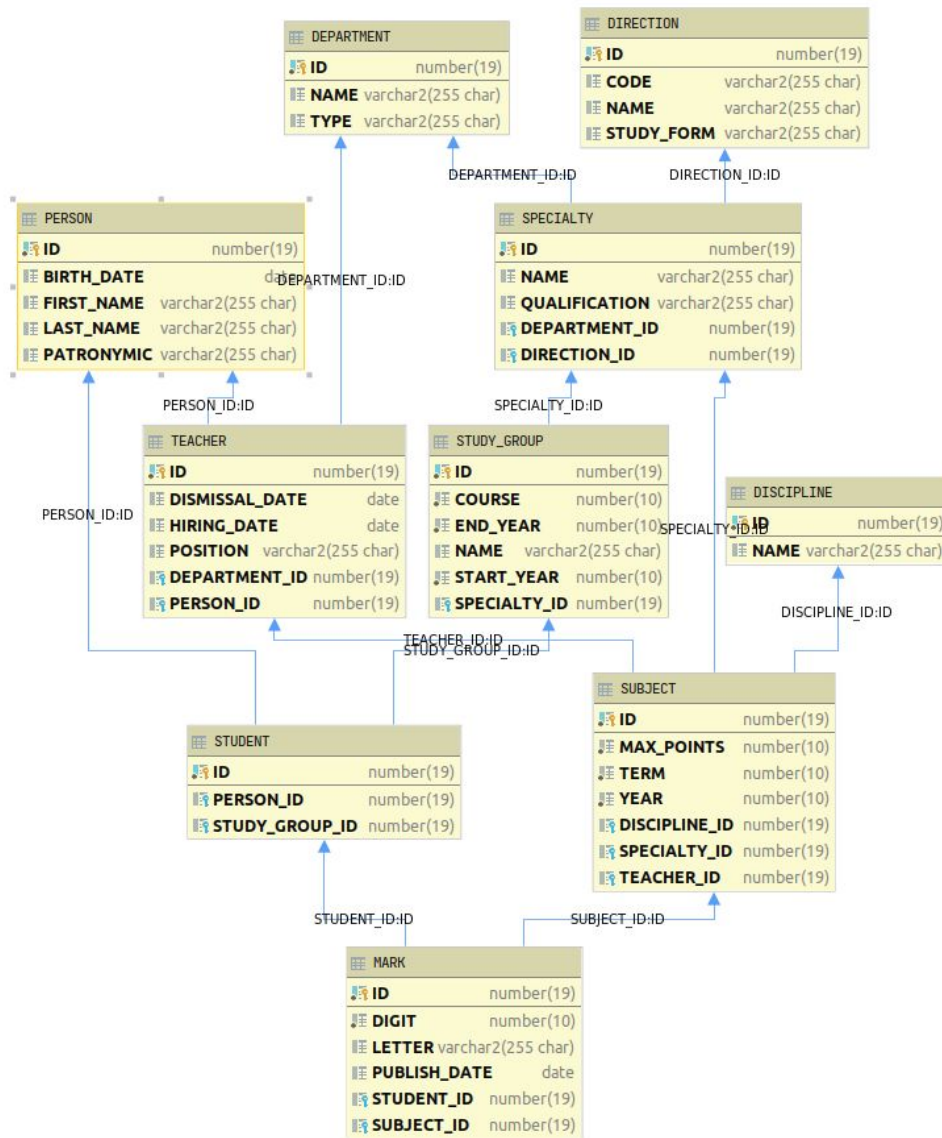 DEPARTMENT
ID number(19)
NAME varchar2(255 char)
TYPE varchar2(255 char)
DIRECTION
ID number(19)
CODE varchar2(255 char)
NAME varchar2(255 char)
STUDY_FORM varchar2(255 char)
DEPARTMENT_ID:ID
DIRECTION_ID:ID
PERSON
ID number(19)
BIRTH_DATE date
FIRST_NAME varchar2(255 char)
LAST_NAME varchar2(255 char)
PATRONYMIC varchar2(255 char)
DEPARTMENT_ID:ID
SPECIALTY
ID number(19)
NAME varchar2(255 char)
QUALIFICATION varchar2(255 char)
DEPARTMENT_ID number(19)
DIRECTION_ID number(19)
PERSON_ID:ID
SPECIALTY_ID:ID
TEACHER
ID number(19)
DISMISSAL_DATE date
HIRING_DATE date
POSITION varchar2(255 char)
DEPARTMENT_ID number(19)
PERSON_ID number(19)
STUDY_GROUP
ID number(19)
COURSE number(10)
END_YEAR number(10)
NAME varchar2(255 char)
START_YEAR number(10)
SPECIALTY_ID number(19)
DISCIPLINE
ID number(19)
NAME varchar2(255 char)
PERSON_ID:ID
SPECIALTY_ID:ID
DISCIPLINE_ID:ID
TEACHER_ID:ID
STUDY_GROUP_ID:ID
SUBJECT
ID number(19)
MAX_POINTS number(10)
TERM number(10)
YEAR number(10)
DISCIPLINE_ID number(19)
SPECIALTY_ID number(19)
TEACHER_ID number(19)
STUDENT
ID number(19)
PERSON_ID number(19)
STUDY_GROUP_ID number(19)
STUDENT_ID:ID
SUBJECT_ID:ID
MARK
ID number(19)
DIGIT number(10)
LETTER varchar2(255 char)
PUBLISH_DATE date
STUDENT_ID number(19)
SUBJECT_ID number(19)